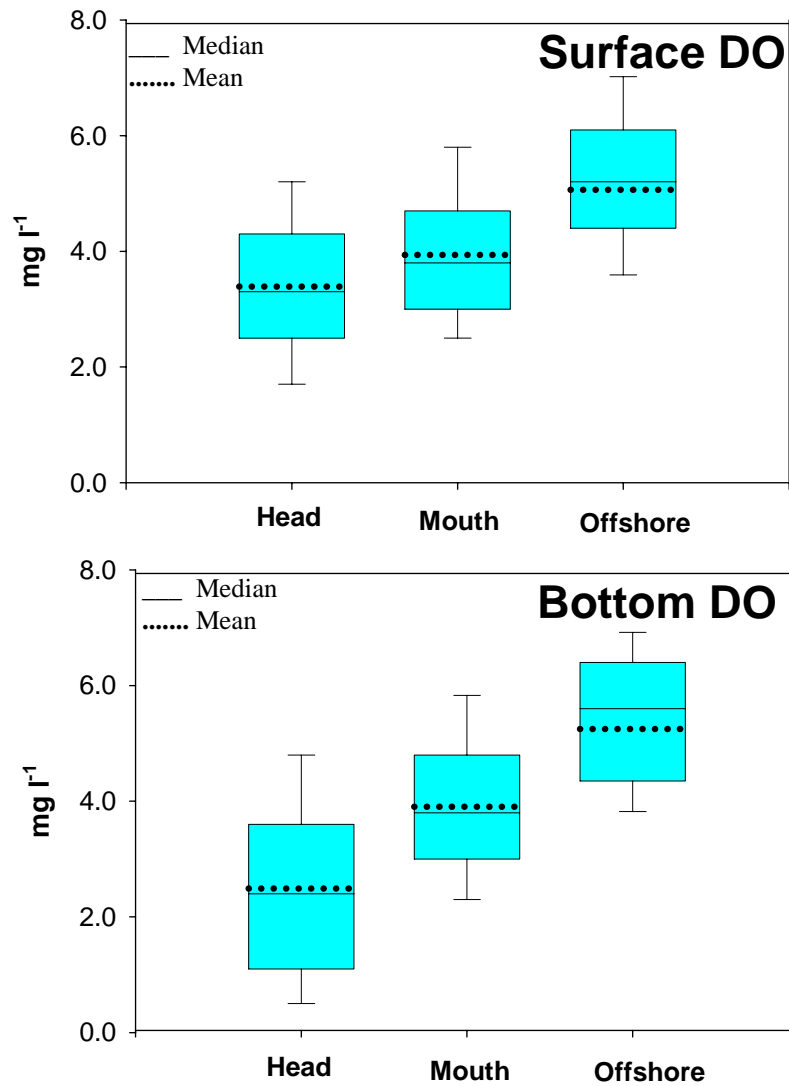 8.0
Surface DO
___ Median
....... Mean
6.0
mg l-1
4.0
2.0
0.0
Head Mouth Offshore
8.0
Bottom DO
___ Median
....... Mean
6.0
mg l-1
4.0
2.0
0.0
Head Mouth Offshore